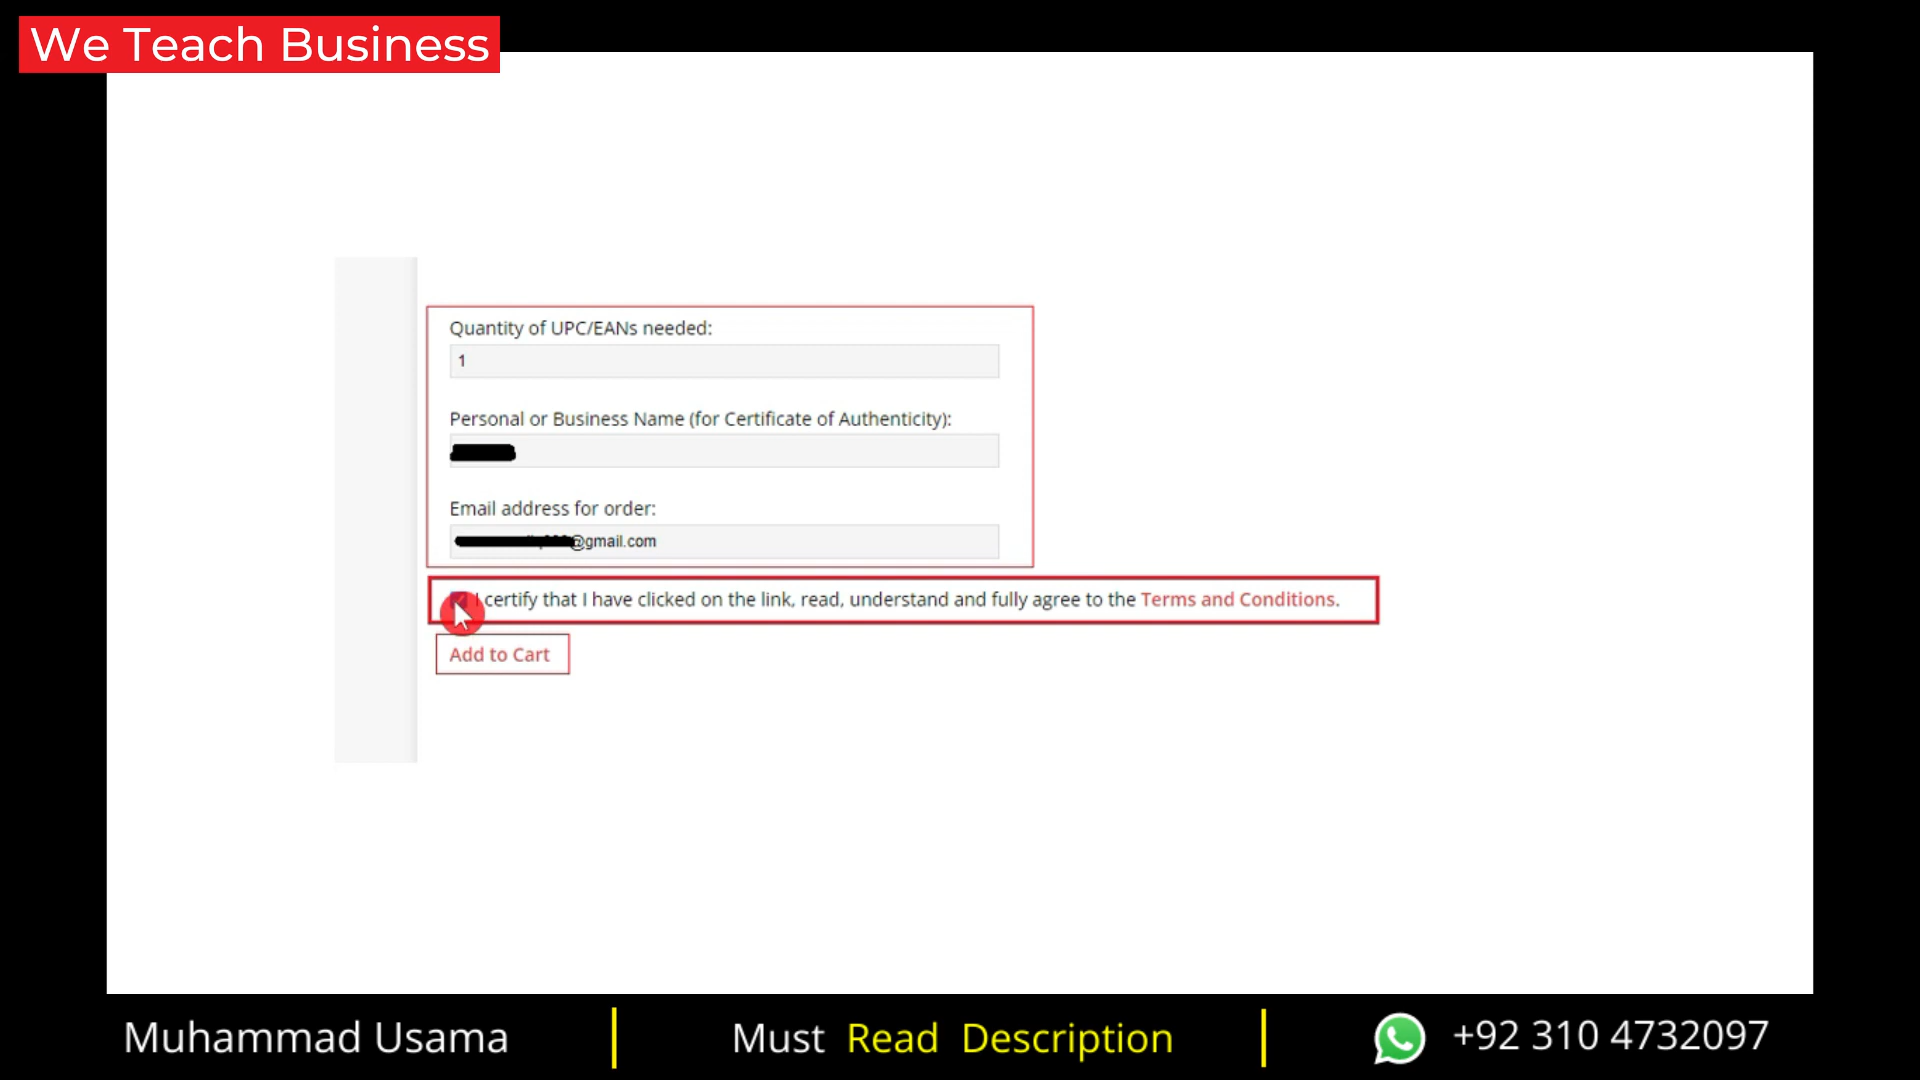 We Teach Business
Quantity of UPC/EANs needed:
1
Personal or Business Name (for Certificate of Authenticity):
Email address for order:
@gmail.com
I certify that I have clicked on the link, read, understand and fully agree to the Terms and Conditions.
Add to Cart
Muhammad Usama
Must Read Description
+92 310 4732097